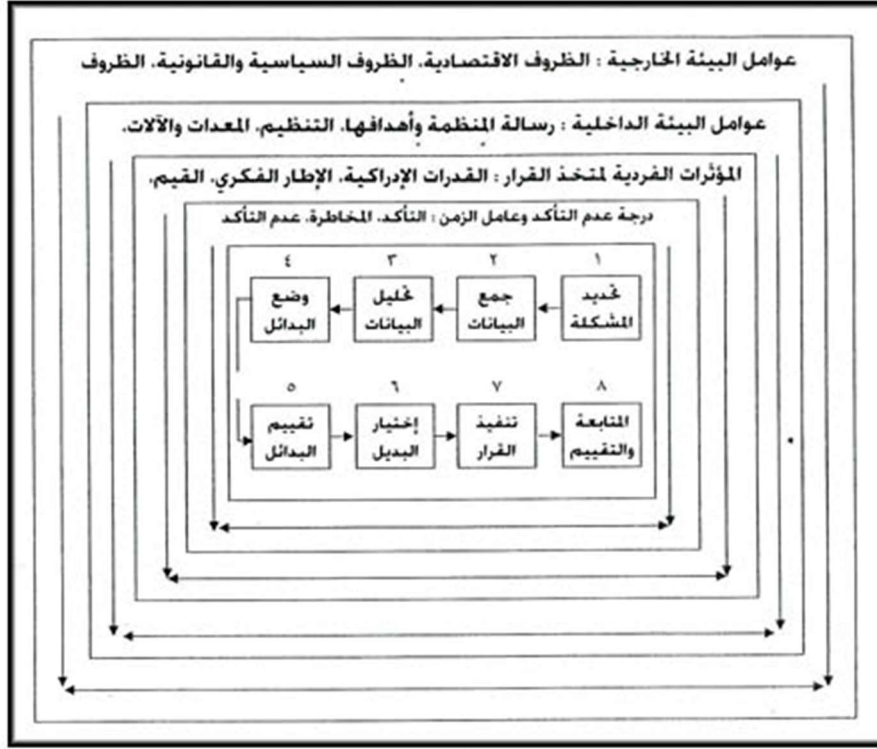 عوامل البيئة الخارجية : الظروف الاقتصادية، الظروف السياسية والقانونية، الظروف
عوامل البيئة الداخلية : رسالة المنظمة وأهدافها، التنظيم، المعدات والآلات،
المؤثرات الفردية لمتخذ القرار : القدرات الإدراكية، الإطار الفكري، القيم،
درجة عدم التأكد وعامل الزمن : التأكد، المخاطرة، عدم التأكد
١
تحديد
المشكلة
٢
جمع
البيانات
٣
تحليل
البيانات
٤
وضع
البدائل
٥
تقييم
البدائل
٦
إختيار
البديل
٧
تنفيذ
القرار
٨
المتابعة
والتقييم